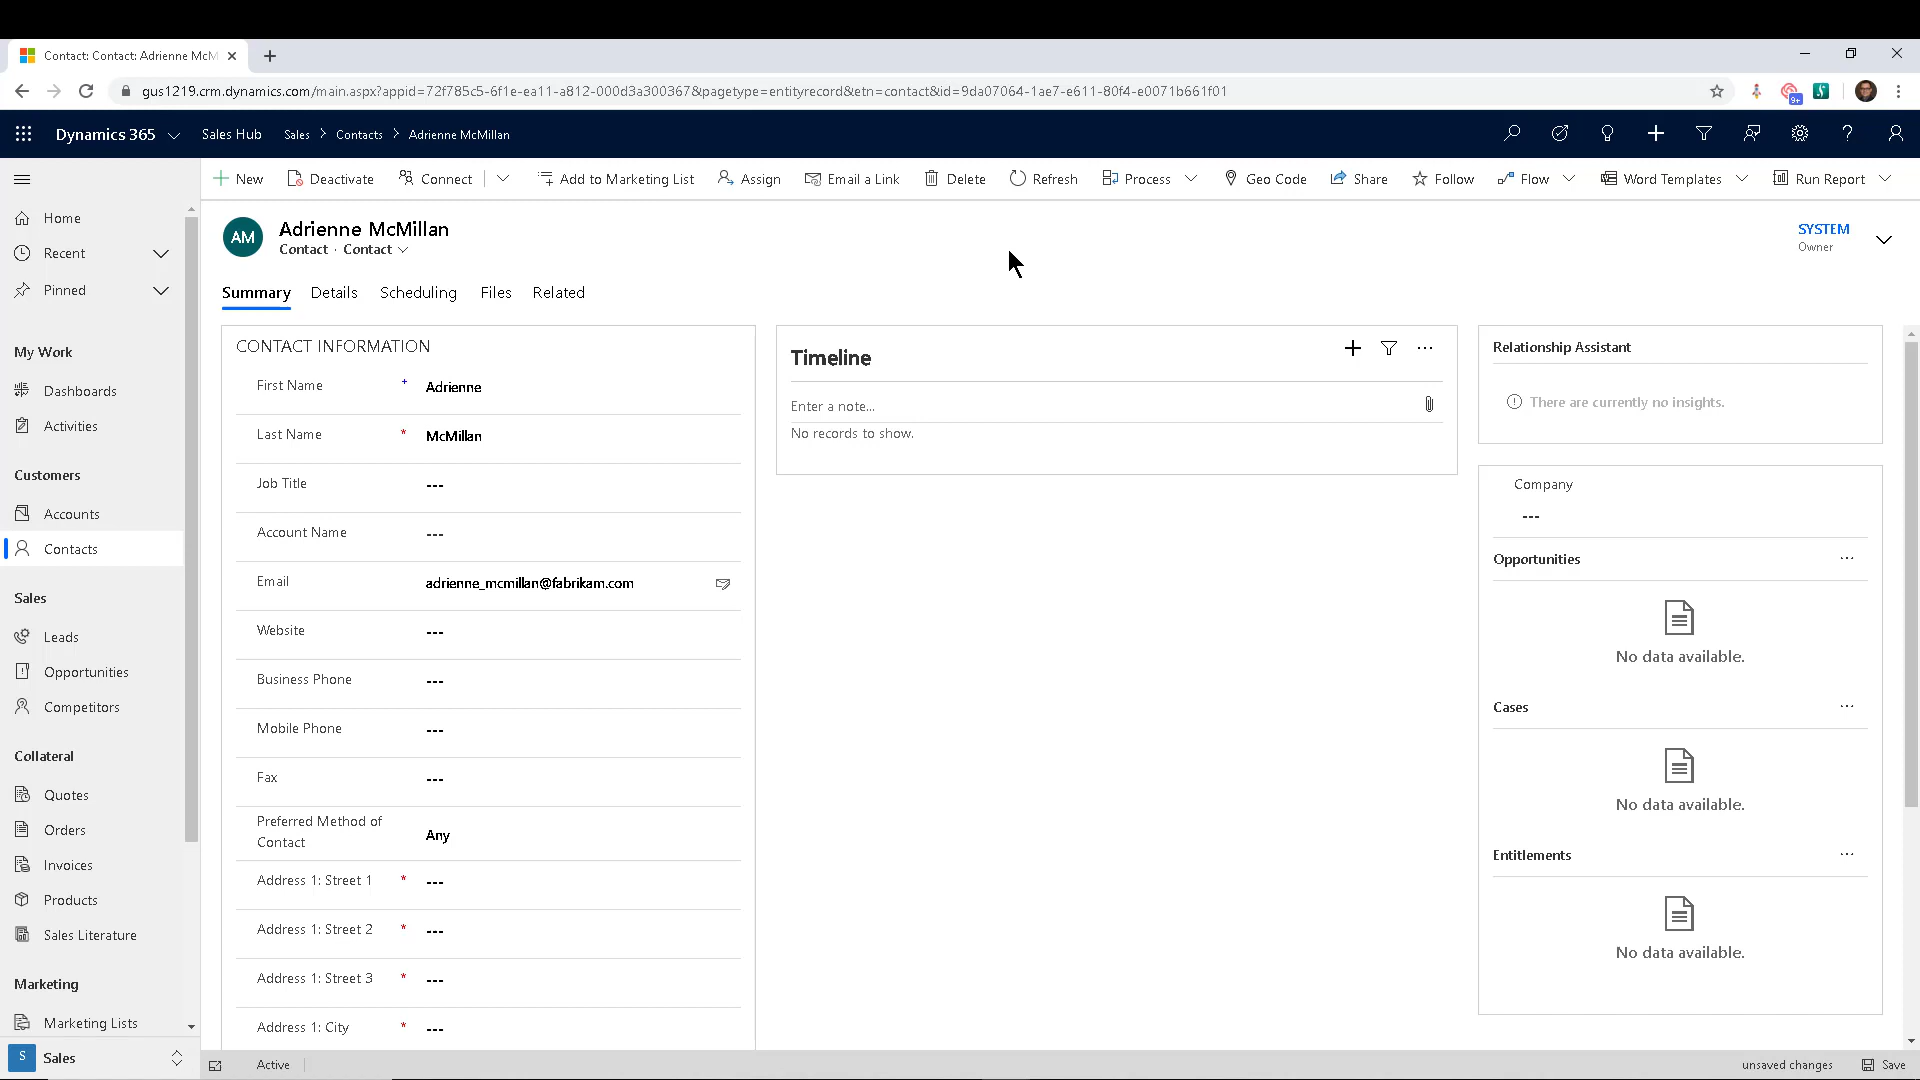 Contact: Contact: Adrienne McM
gus1219.crm.dynamics.com/main.aspx?appid=72f785c5-6f1e-ea11-a812-000d3a300367&pagetype=entityrecord&etn=contact&id=9da07064-1ae7-e611-80f4-e0071b661f01
9+
Dynamics 365
Sales Hub
Sales > Contacts > Adrienne McMillan
New
Deactivate
Connect
Add to Marketing List
Assign
Email a Link
Delete
Refresh
Process
Geo Code
Share
Follow
Flow
Word Templates
Run Report
Home
Recent
Pinned
My Work
Dashboards
Activities
Customers
Accounts
Contacts
Sales
Leads
Opportunities
Competitors
Collateral
Quotes
Orders
Invoices
Products
Sales Literature
Marketing
Marketing Lists
S Sales
AM
Adrienne McMillan
Contact · Contact
SYSTEM
Owner
Summary
Details
Scheduling
Files
Related
CONTACT INFORMATION
First Name + Adrienne
Last Name * McMillan
Job Title ---
Account Name ---
Email adrienne_mcmillan@fabrikam.com
Website ---
Business Phone ---
Mobile Phone ---
Fax ---
Preferred Method of
Contact
Any
Address 1: Street 1 * ---
Address 1: Street 2 * ---
Address 1: Street 3 * ---
Address 1: City * ---
Timeline
Enter a note...
No records to show.
Relationship Assistant
There are currently no insights.
Company
---
Opportunities
No data available.
Cases
No data available.
Entitlements
No data available.
Active
unsaved changes
Save